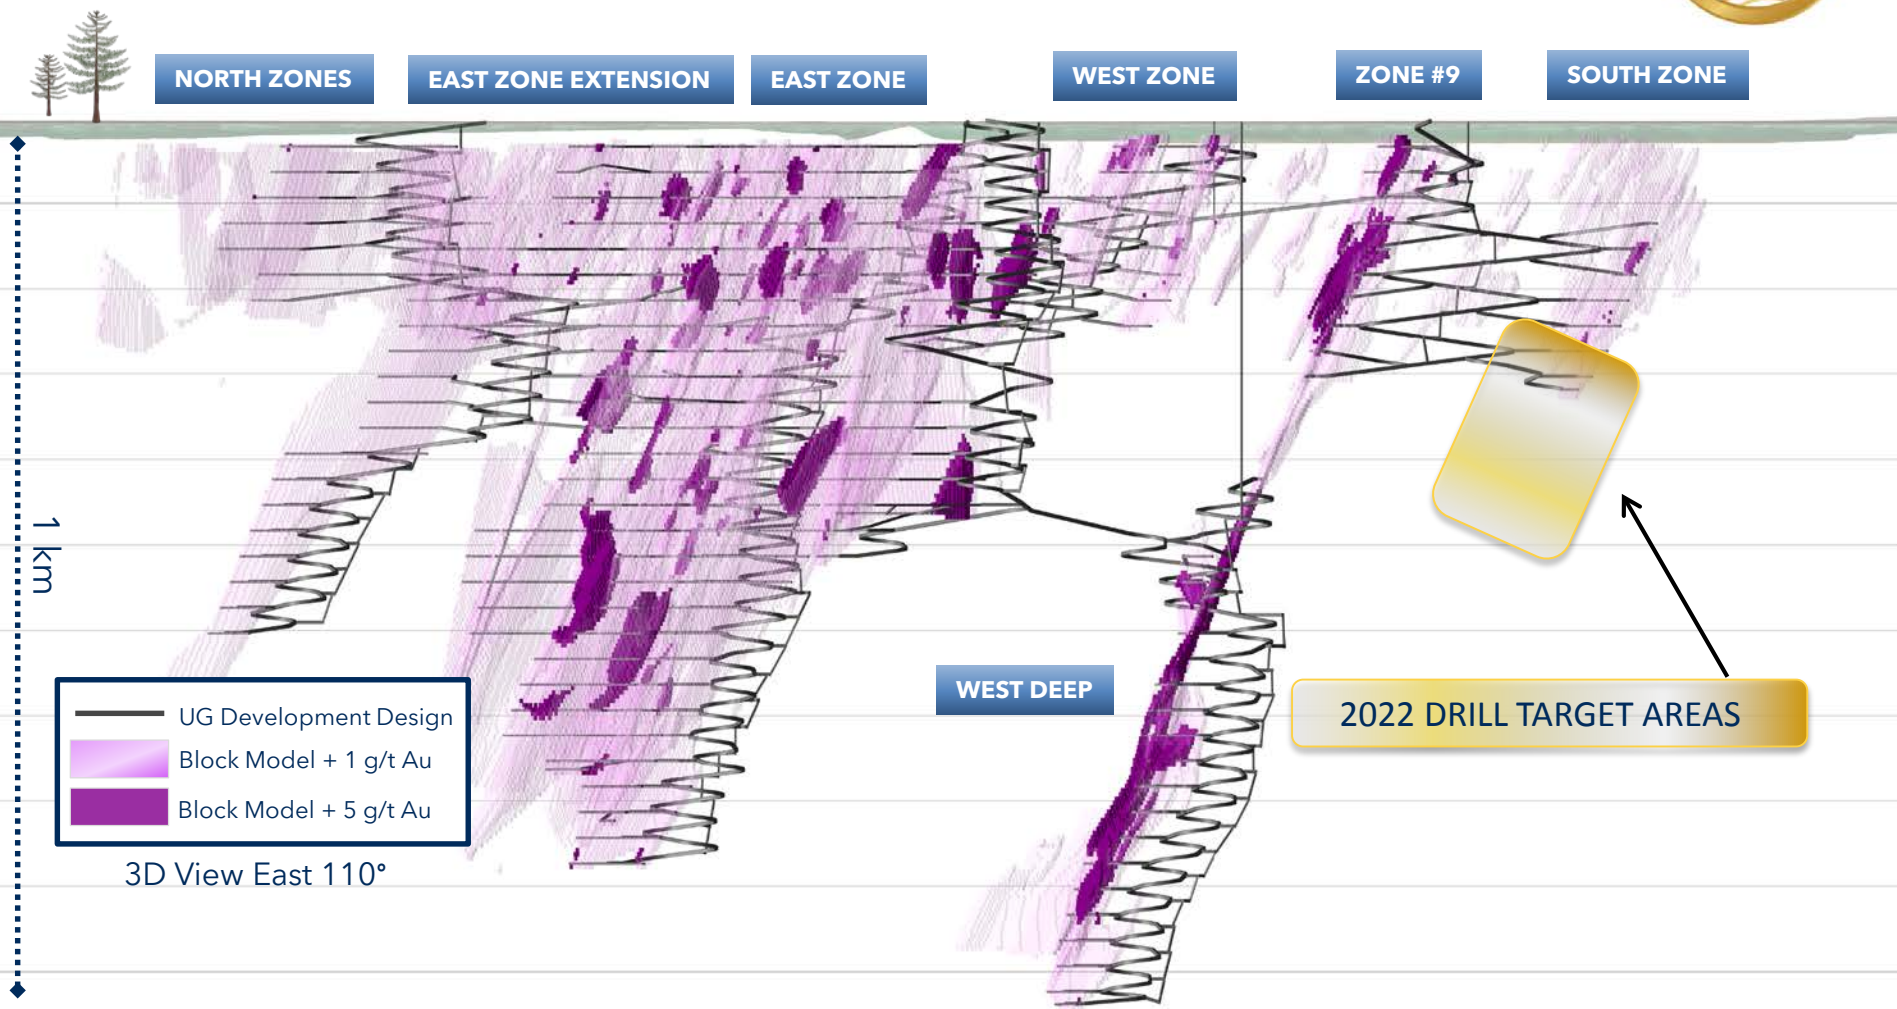 NORTH ZONES
EAST ZONE EXTENSION
EAST ZONE
WEST ZONE
ZONE #9
SOUTH ZONE
1 km
WEST DEEP
2022 DRILL TARGET AREAS
UG Development Design
Block Model + 1 g/t Au
Block Model + 5 g/t Au
3D View East 110°